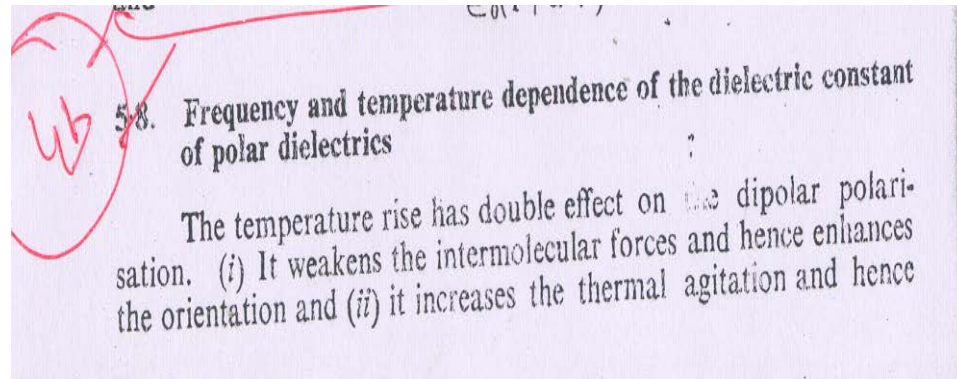 5.8. Frequency and temperature dependence of the dielectric constant
of polar dielectrics
The temperature rise has double effect on the dipolar polari-
sation. (i) It weakens the intermolecular forces and hence enhances
the orientation and (ii) it increases the thermal agitation and hence